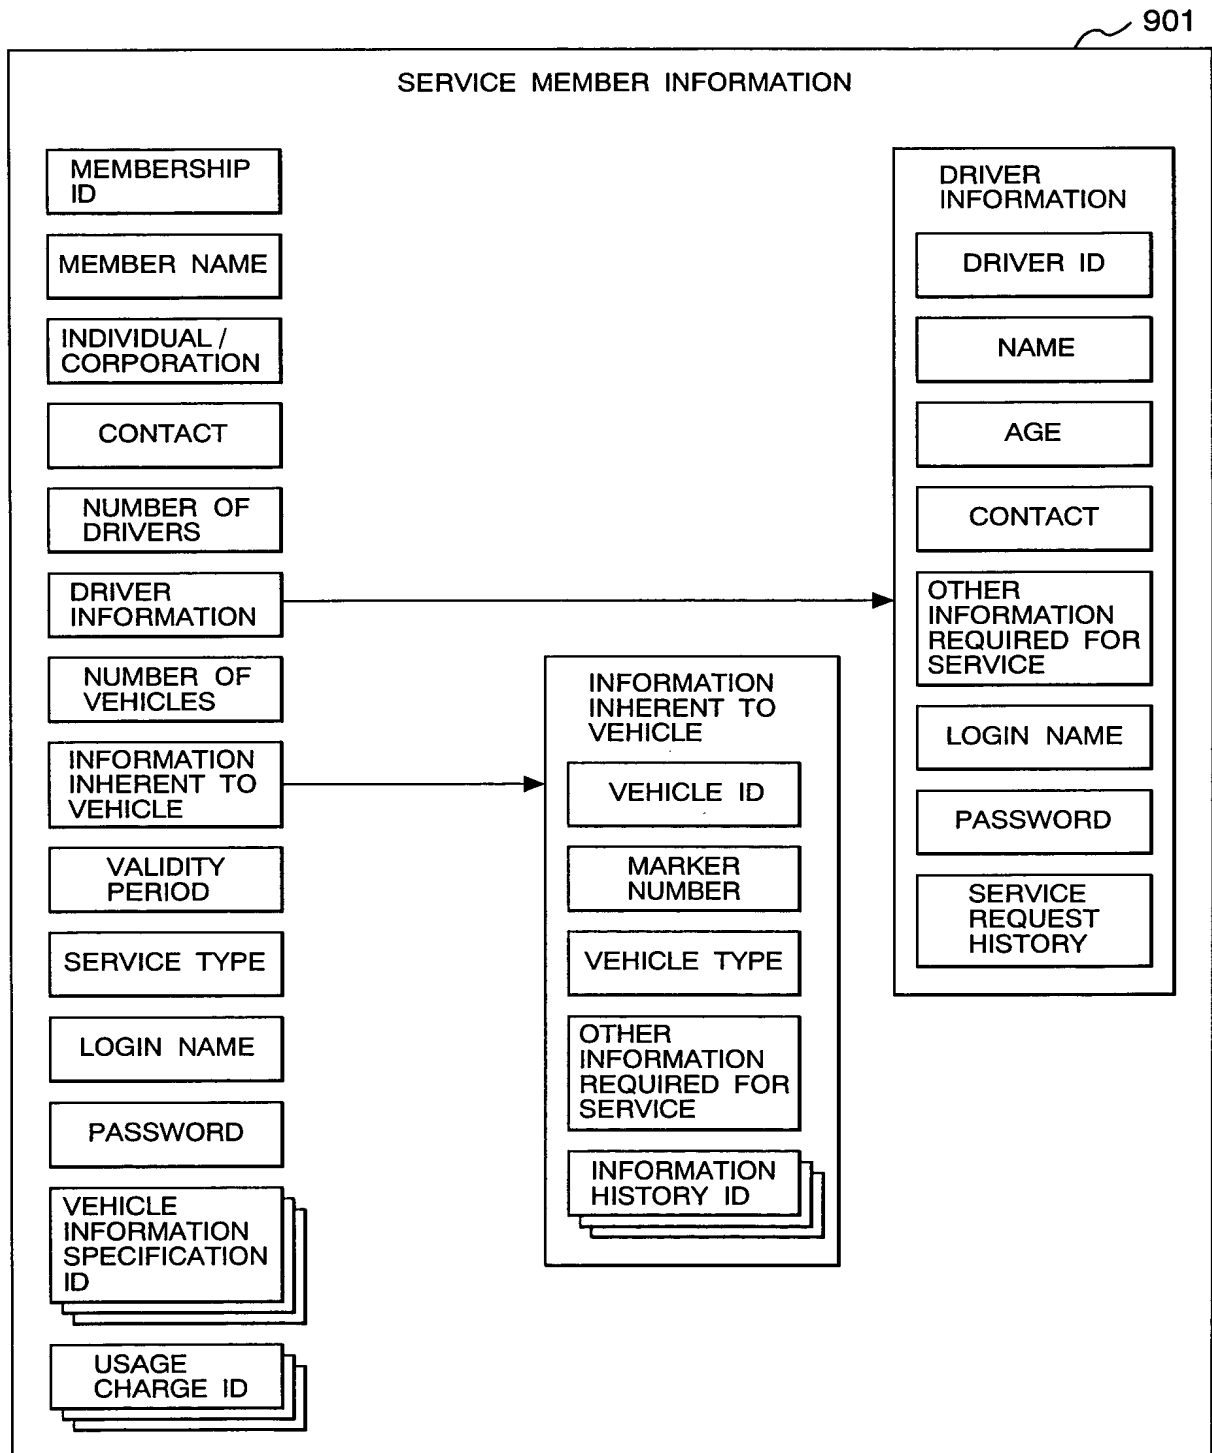 901
SERVICE MEMBER INFORMATION
MEMBERSHIP
ID
MEMBER NAME
INDIVIDUAL /
CORPORATION
CONTACT
NUMBER OF
DRIVERS
DRIVER
INFORMATION
NUMBER OF
VEHICLES
INFORMATION
INHERENT TO
VEHICLE
VALIDITY
PERIOD
SERVICE TYPE
LOGIN NAME
PASSWORD
VEHICLE
INFORMATION
SPECIFICATION
ID
USAGE
CHARGE ID
INFORMATION
INHERENT TO
VEHICLE
VEHICLE ID
MARKER
NUMBER
VEHICLE TYPE
OTHER
INFORMATION
REQUIRED FOR
SERVICE
INFORMATION
HISTORY ID
DRIVER
INFORMATION
DRIVER ID
NAME
AGE
CONTACT
OTHER
INFORMATION
REQUIRED FOR
SERVICE
LOGIN NAME
PASSWORD
SERVICE
REQUEST
HISTORY